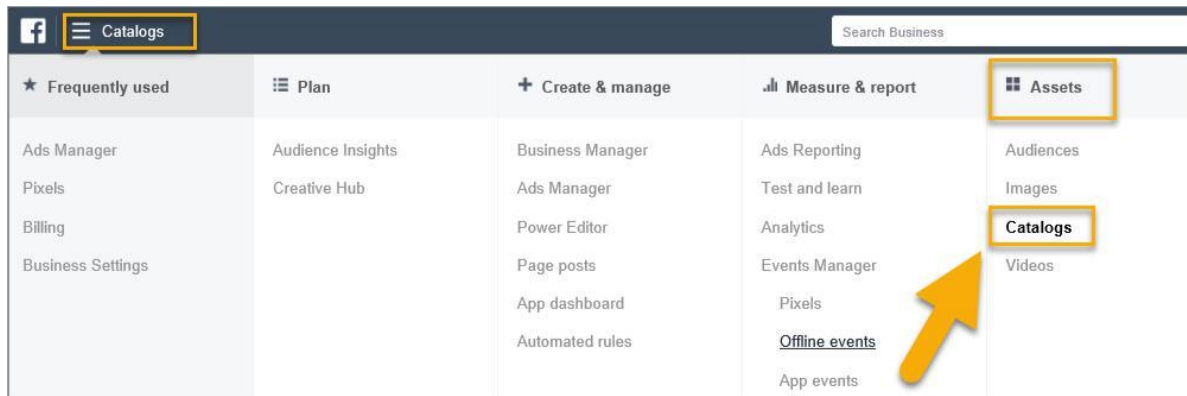 f Catalogs
Search Business
Frequently used
Plan
Create & manage
Measure & report
Assets
Ads Manager
Pixels
Billing
Business Settings
Audience Insights
Creative Hub
Business Manager
Ads Manager
Power Editor
Page posts
App dashboard
Automated rules
Ads Reporting
Test and learn
Analytics
Events Manager
Pixels
Offline events
App events
Audiences
Images
Catalogs
Videos